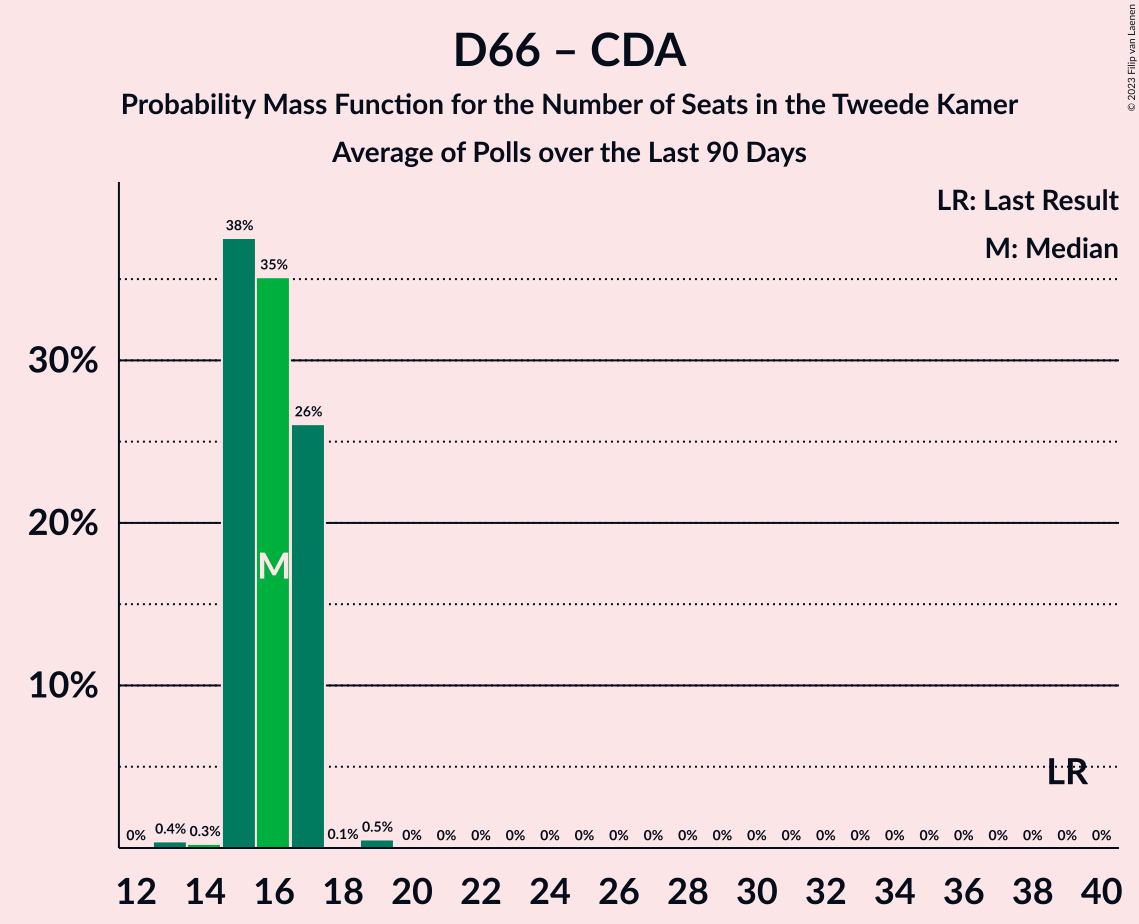 D66 – CDA
Probability Mass Function for the Number of Seats in the Tweede Kamer
Average of Polls over the Last 90 Days
© 2023 Filip van Laenen
LR: Last Result
M: Median
38%
35%
30%
26%
20%
M
10%
LR
0% 0.4% 0.3% 0.1% 0.5% 0% 0% 0% 0% 0% 0% 0% 0% 0% 0% 0% 0% 0% 0% 0% 0% 0% 0% 0% 0% 0%
12 14 16 18 20 22 24 26 28 30 32 34 36 38 40